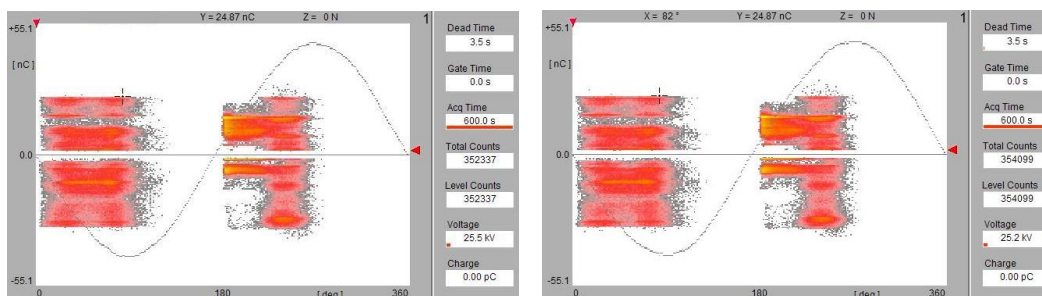 Y = 24.87 nC Z = 0 N 1
+55.1
[ nC ]
0.0
-55.1
0 180 [ deg ] 360
Dead Time
3.5 s
Gate Time
0.0 s
Acq Time
600.0 s
Total Counts
352337
Level Counts
352337
Voltage
25.5 kV
Charge
0.00 pC
X = 82 ° Y = 24.87 nC Z = 0 N 1
+55.1
[ nC ]
0.0
-55.1
0 180 [ deg ] 360
Dead Time
3.5 s
Gate Time
0.0 s
Acq Time
600.0 s
Total Counts
354099
Level Counts
354099
Voltage
25.2 kV
Charge
0.00 pC